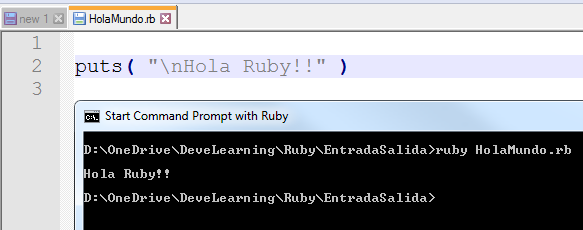 new 1 HolaMundo.rb
1
2 puts( "\nHola Ruby!!" )
3
Start Command Prompt with Ruby
D:\OneDrive\DeveLearning\Ruby\EntradaSalida>ruby HolaMundo.rb
Hola Ruby!!
D:\OneDrive\DeveLearning\Ruby\EntradaSalida>